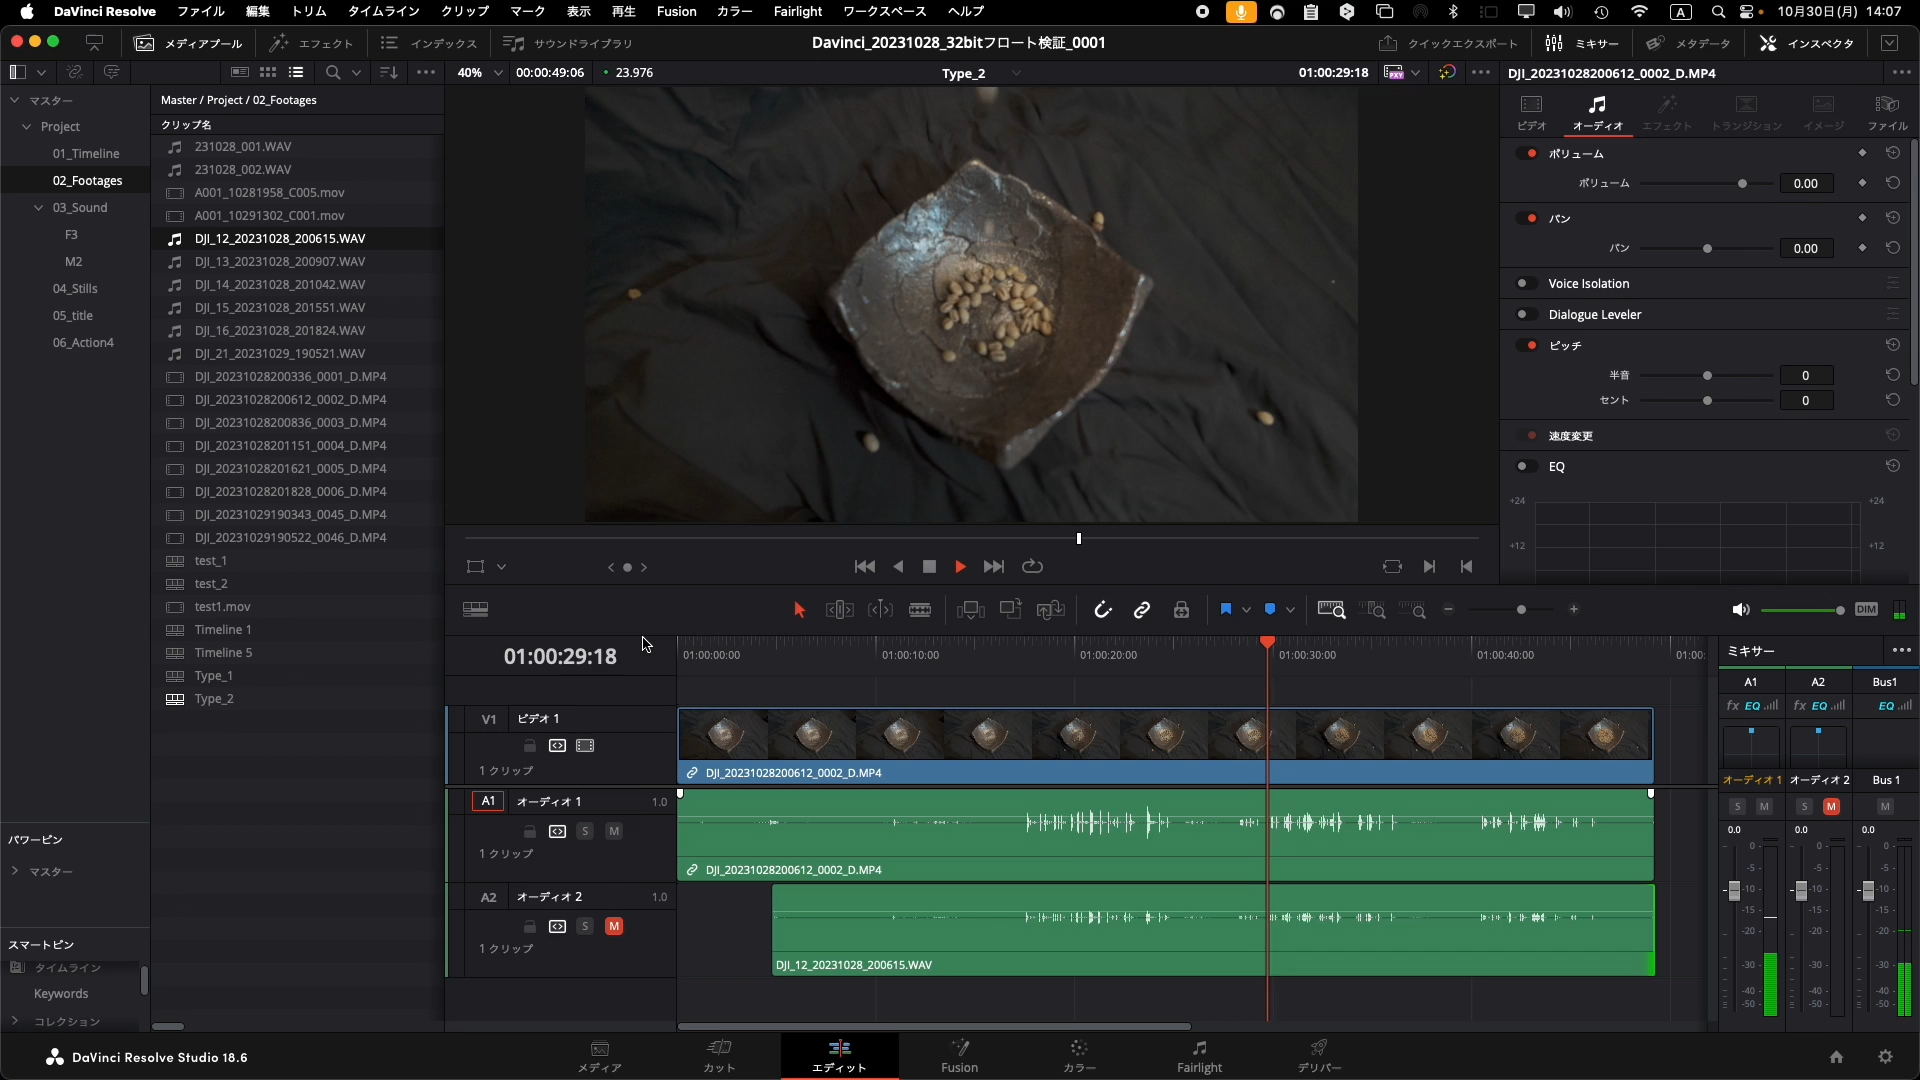 DaVinci Resolve ファイル 編集 トリム タイムライン クリップ マーク 表示 再生 Fusion カラー Fairlight ワークスペース ヘルプ A 10月30日(月) 14:07
メディアプール エフェクト インデックス サウンドライブラリ Davinci_20231028_32bitフロート検証_0001 クイックエクスポート ミキサー メタデータ インスペクタ
40% 00:00:49:06 23.976 Type_2 01:00:29:18 PXY DJI_20231028200612_0002_D.MP4
マスター
Project
01_Timeline
02_Footages
03_Sound
F3
M2
04_Stills
05_title
06_Action4
パワービン
マスター
スマートビン
タイムライン
Keywords
コレクション
Master / Project / 02_Footages
クリップ名
231028_001.WAV
231028_002.WAV
A001_10281958_C005.mov
A001_10291302_C001.mov
DJI_12_20231028_200615.WAV
DJI_13_20231028_200907.WAV
DJI_14_20231028_201042.WAV
DJI_15_20231028_201551.WAV
DJI_16_20231028_201824.WAV
DJI_21_20231029_190521.WAV
DJI_20231028200336_0001_D.MP4
DJI_20231028200612_0002_D.MP4
DJI_20231028200836_0003_D.MP4
DJI_20231028201151_0004_D.MP4
DJI_20231028201621_0005_D.MP4
DJI_20231028201828_0006_D.MP4
DJI_20231029190343_0045_D.MP4
DJI_20231029190522_0046_D.MP4
test_1
test_2
test1.mov
Timeline 1
Timeline 5
Type_1
Type_2
ビデオ オーディオ エフェクト トランジション イメージ ファイル
ボリューム
ボリューム 0.00
パン
パン 0.00
Voice Isolation
Dialogue Leveler
ピッチ
半音 0
セント 0
速度変更
EQ
+24 +24
+12 +12
DIM
01:00:29:18 01:00:00:00 01:00:10:00 01:00:20:00 01:00:30:00 01:00:40:00 01:00:
V1 ビデオ 1
1 クリップ
DJI_20231028200612_0002_D.MP4
A1 オーディオ 1 1.0
S M
1 クリップ
DJI_20231028200612_0002_D.MP4
A2 オーディオ 2 1.0
S M
1 クリップ
DJI_12_20231028_200615.WAV
ミキサー
A1 A2 Bus1
fx EQ fx EQ EQ
オーディオ 1 オーディオ 2 Bus 1
S M S M M
0.0 0.0 0.0
0 0 0
-5 -5 -5
-10 -10 -10
-15 -15 -15
-20 -20 -20
-30 -30 -30
-40 -40 -40
-50 -50 -50
DaVinci Resolve Studio 18.6
メディア カット エディット Fusion カラー Fairlight デリバー